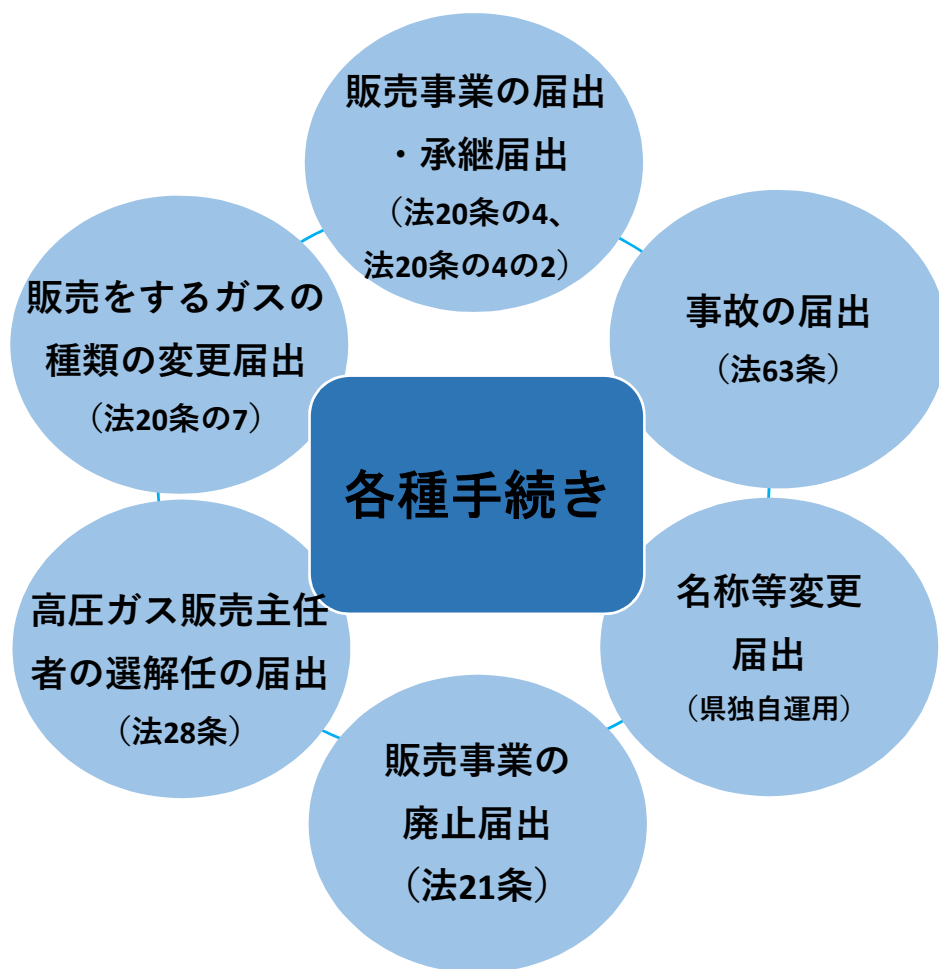 販売事業の届出
・承継届出
（法20条の4、
法20条の4の2）
事故の届出
（法63条）
名称等変更
届出
（県独自運用）
販売事業の
廃止届出
（法21条）
高圧ガス販売主任
者の選解任の届出
（法28条）
販売をするガスの
種類の変更届出
（法20条の7）
各種手続き